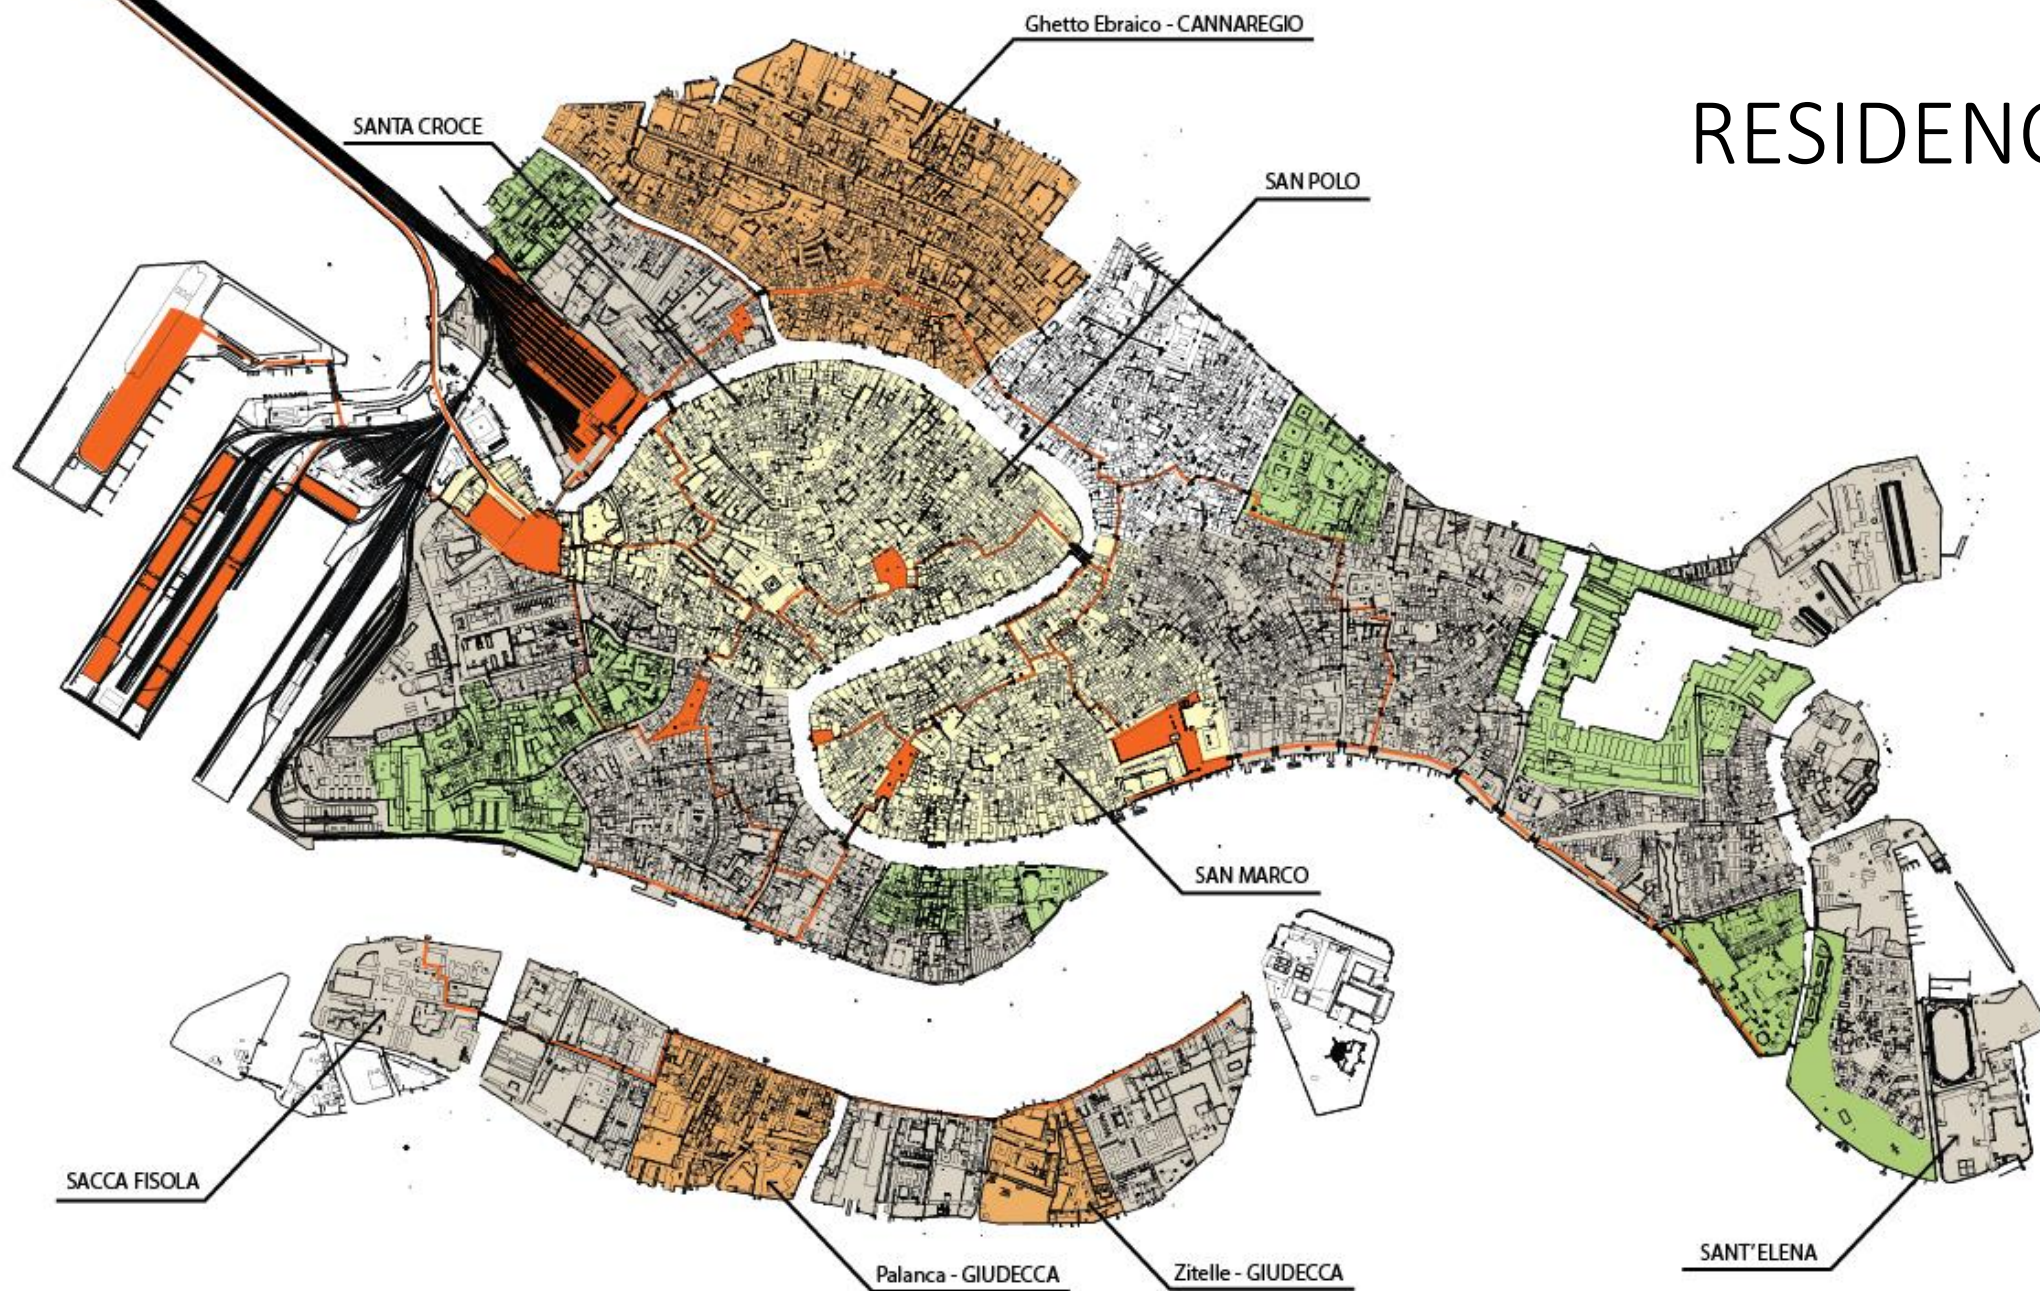 Ghetto Ebraico - CANNAREGIO
SANTA CROCE
RESIDENC
SAN POLO
SAN MARCO
SACCA FISOLA
Palanca - GIUDECCA
Zitelle - GIUDECCA
SANT'ELENA